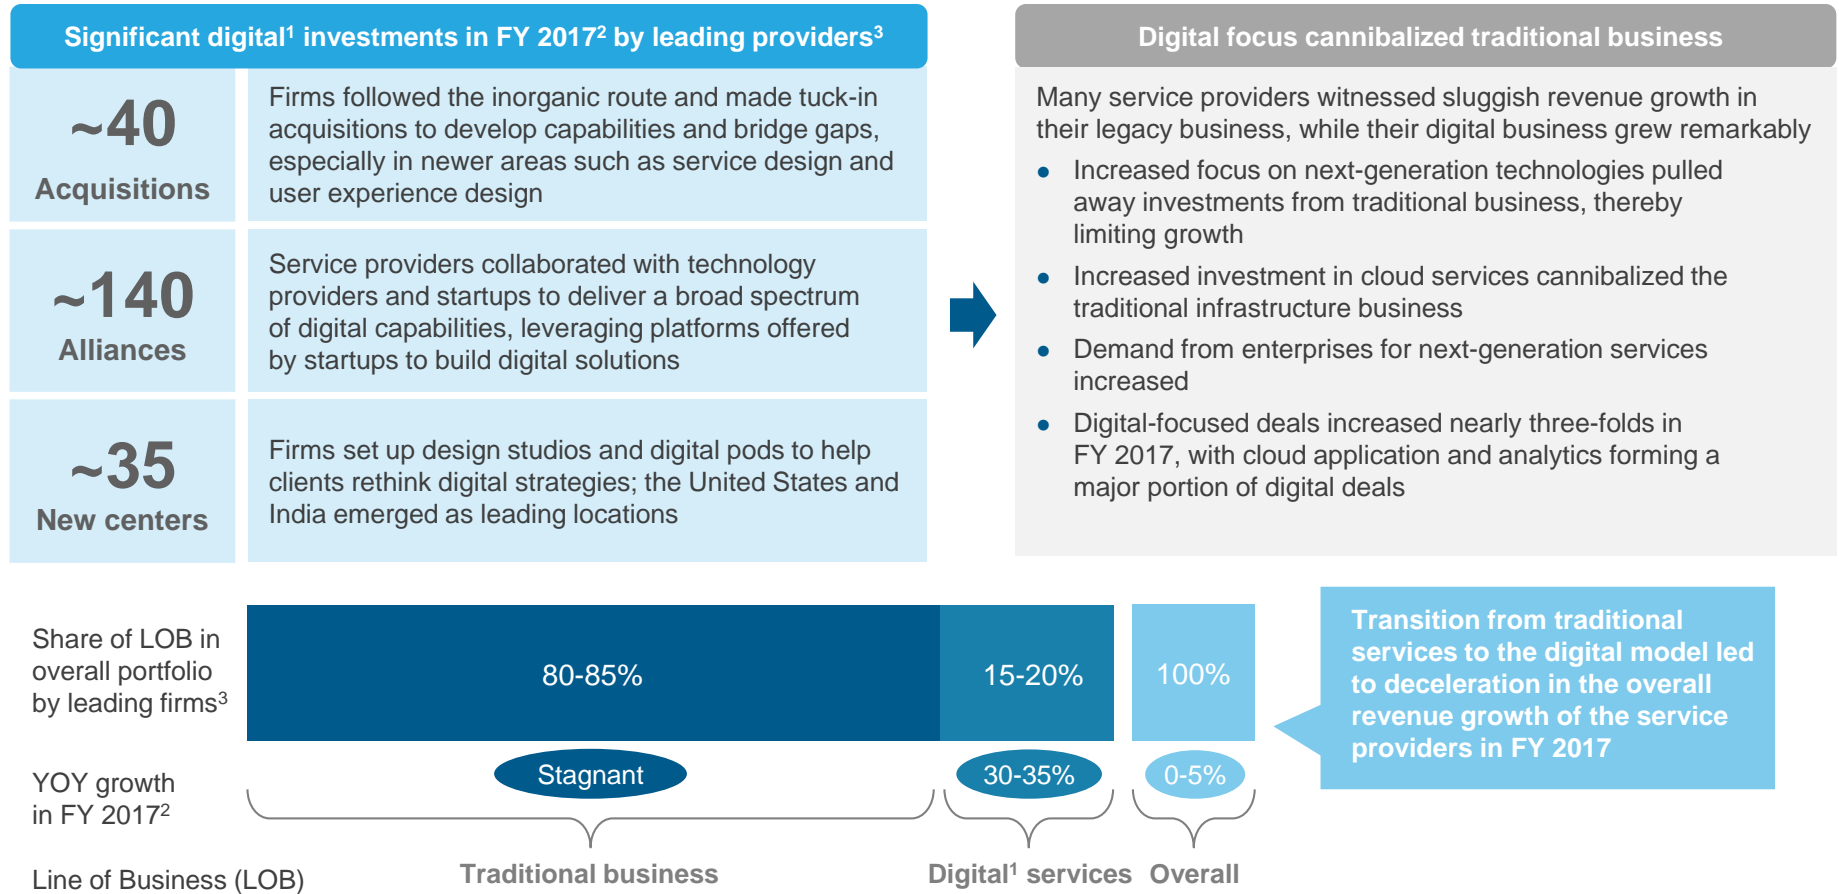 Significant digital¹ investments in FY 2017² by leading providers³
~40
Acquisitions
Firms followed the inorganic route and made tuck-in
acquisitions to develop capabilities and bridge gaps,
especially in newer areas such as service design and
user experience design
~140
Alliances
Service providers collaborated with technology
providers and startups to deliver a broad spectrum
of digital capabilities, leveraging platforms offered
by startups to build digital solutions
~35
New centers
Firms set up design studios and digital pods to help
clients rethink digital strategies; the United States and
India emerged as leading locations
Digital focus cannibalized traditional business
Many service providers witnessed sluggish revenue growth in
their legacy business, while their digital business grew remarkably
● Increased focus on next-generation technologies pulled
away investments from traditional business, thereby
limiting growth
● Increased investment in cloud services cannibalized the
traditional infrastructure business
● Demand from enterprises for next-generation services
increased
● Digital-focused deals increased nearly three-folds in
FY 2017, with cloud application and analytics forming a
major portion of digital deals
Share of LOB in
overall portfolio
by leading firms³
80-85%
15-20%
100%
Transition from traditional
services to the digital model led
to deceleration in the overall
revenue growth of the service
providers in FY 2017
YOY growth
in FY 2017²
Stagnant
30-35%
0-5%
Line of Business (LOB)
Traditional business
Digital¹ services
Overall